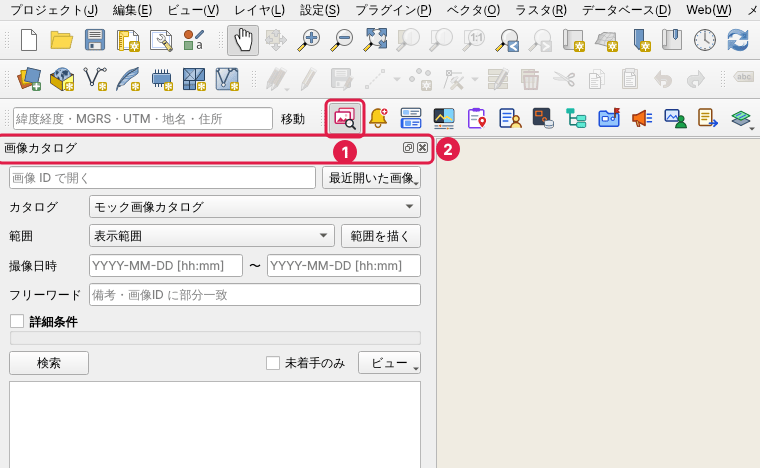 プロジェクト(J) 編集(E) ビュー(V) レイヤ(L) 設定(S) プラグイン(P) ベクタ(O) ラスタ(R) データベース(D) Web(W) メ
a
1:1
abc
緯度経度・MGRS・UTM・地名・住所 移動
画像カタログ
1
2
画像 ID で開く 最近開いた画像
カタログ モック画像カタログ
範囲 表示範囲 範囲を描く
撮像日時 YYYY-MM-DD [hh:mm] 〜 YYYY-MM-DD [hh:mm]
フリーワード 備考・画像ID に部分一致
詳細条件
検索 未着手のみ ビュー